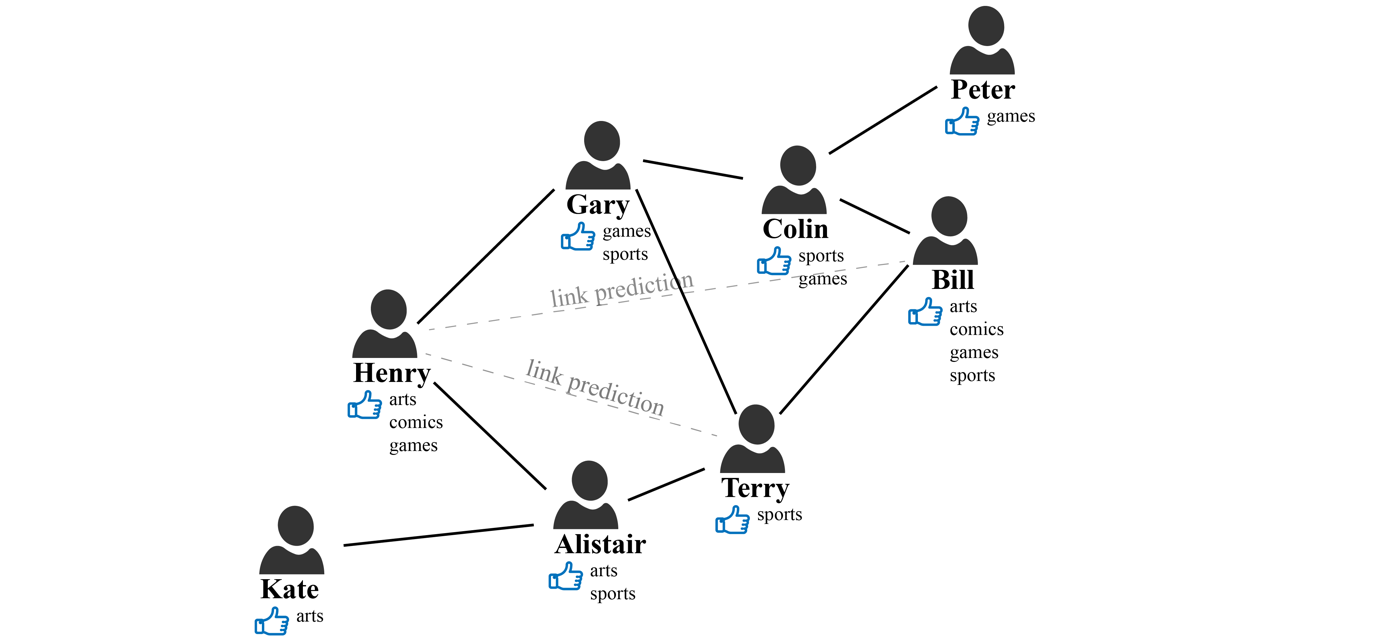 Peter
games
Gary
games
sports
Colin
sports
games
Bill
arts
comics
games
sports
link prediction
Henry
arts
comics
games
link prediction
Terry
sports
Alistair
arts
sports
Kate
arts